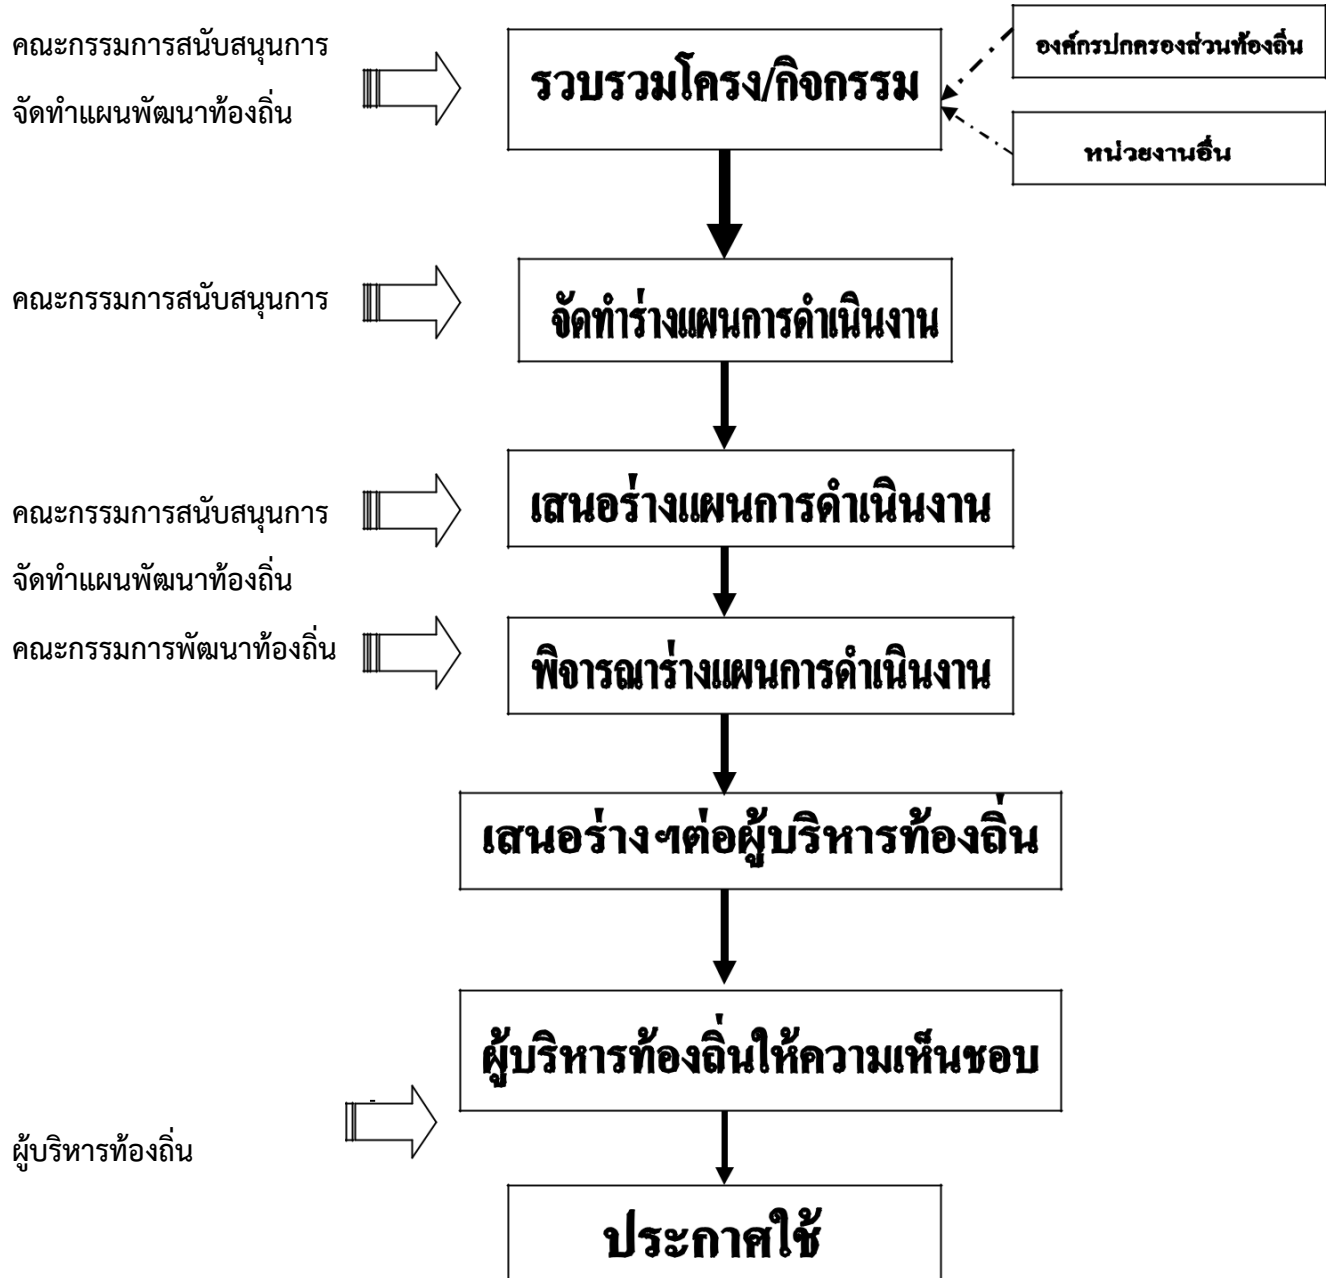 คณะกรรมการสนับสนุนการ
จัดทำแผนพัฒนาท้องถิ่น
รวบรวมโครง/กิจกรรม
องค์กรปกครองส่วนท้องถิ่น
หน่วยงานอื่น
คณะกรรมการสนับสนุนการ
จัดทำร่างแผนการดำเนินงาน
คณะกรรมการสนับสนุนการ
จัดทำแผนพัฒนาท้องถิ่น
เสนอร่างแผนการดำเนินงาน
คณะกรรมการพัฒนาท้องถิ่น
พิจารณาร่างแผนการดำเนินงาน
เสนอร่างฯต่อผู้บริหารท้องถิ่น
ผู้บริหารท้องถิ่นให้ความเห็นชอบ
ผู้บริหารท้องถิ่น
ประกาศใช้